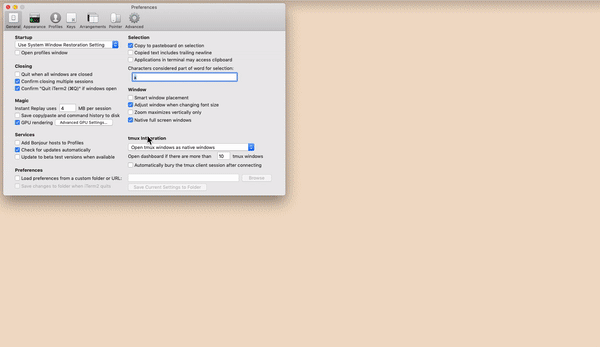 Preferences
General Appearance Profiles Keys Arrangements Pointer Advanced
Startup
Use System Window Restoration Setting
Open profiles window
Closing
Quit when all windows are closed
Confirm closing multiple sessions
Confirm "Quit iTerm2 (⌘Q)" if windows open
Magic
Instant Replay uses 4 MB per session
Save copy/paste and command history to disk
GPU rendering Advanced GPU Settings...
Services
Add Bonjour hosts to Profiles
Check for updates automatically
Update to beta test versions available
Preferences
Load preferences from a custom folder or URL:
Save changes to folder when iTerm2 quits
Selection
Copy to pasteboard on selection
Copied text includes trailing newline
Applications in terminal may access clipboard
Characters considered part of word for selection:
Window
Smart window placement
Adjust window when changing font size
Zoom maximizes vertically only
Native full screen windows
tmux Integration
Open tmux windows as native windows
Open dashboard if there are more than 10 tmux windows
Automatically bury the tmux client session after connecting
Browse
Save Current Settings to Folder